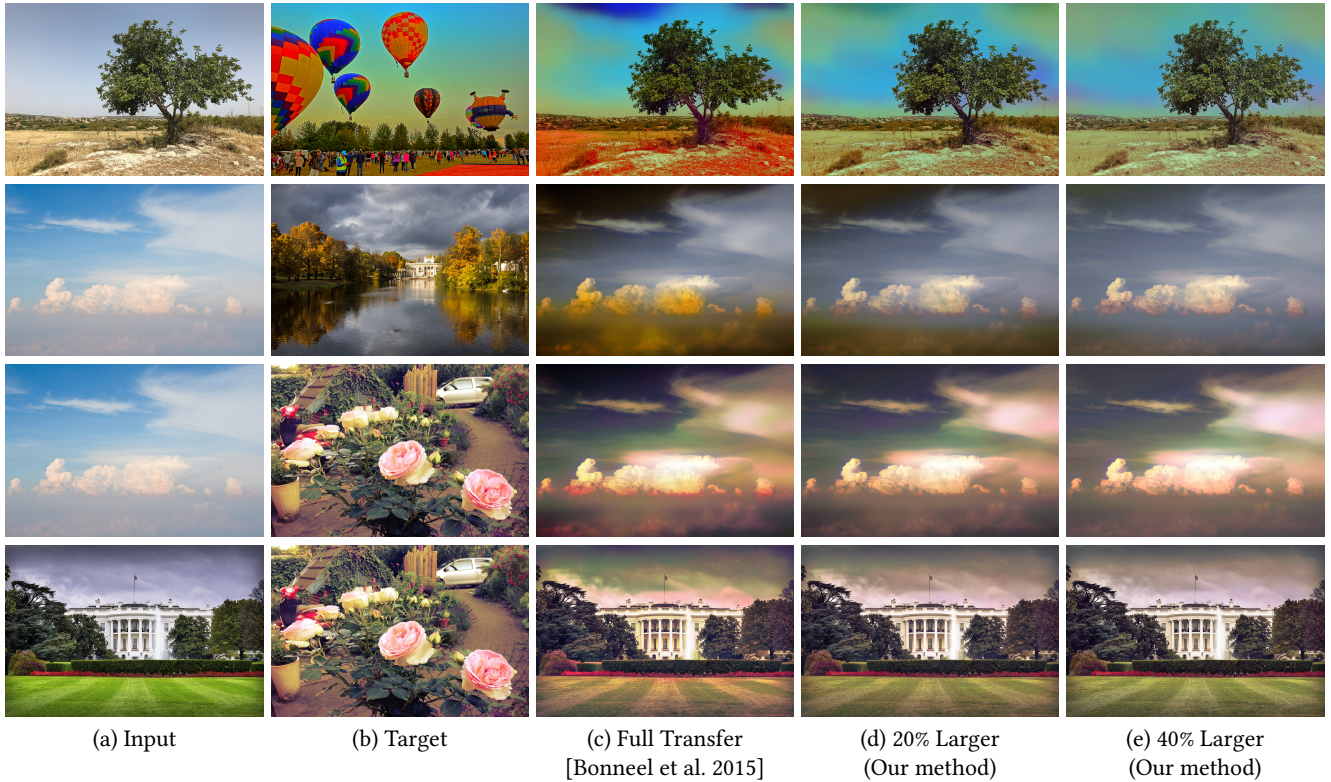 (a) Input
(b) Target
(c) Full Transfer
[Bonneel et al. 2015]
(d) 20% Larger
(Our method)
(e) 40% Larger
(Our method)